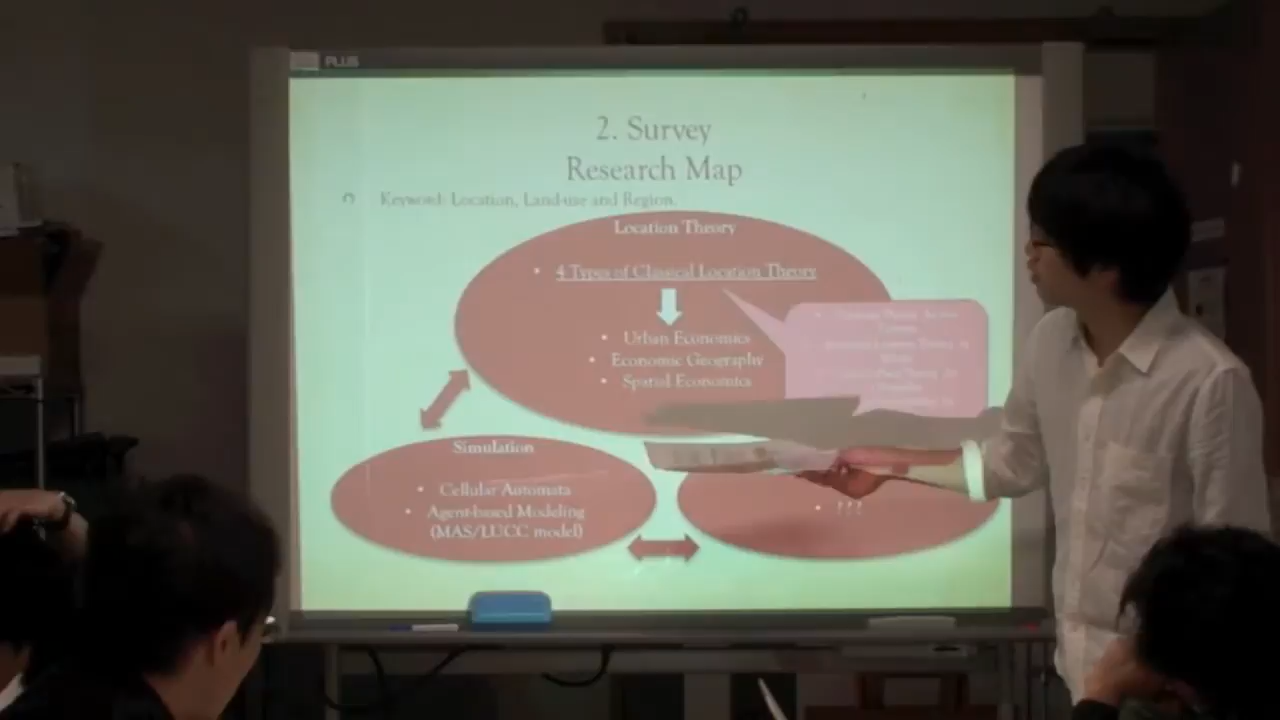 PLUS
2. Survey
Research Map
Keyword: Location, Land-use and Region.
Location Theory
• 4 Types of Classical Location Theory
• Urban Economics
• Economic Geography
• Spatial Economics
Simulation
• Cellular Automata
• Agent-based Modeling
(MAS/LUCC model)
• ???